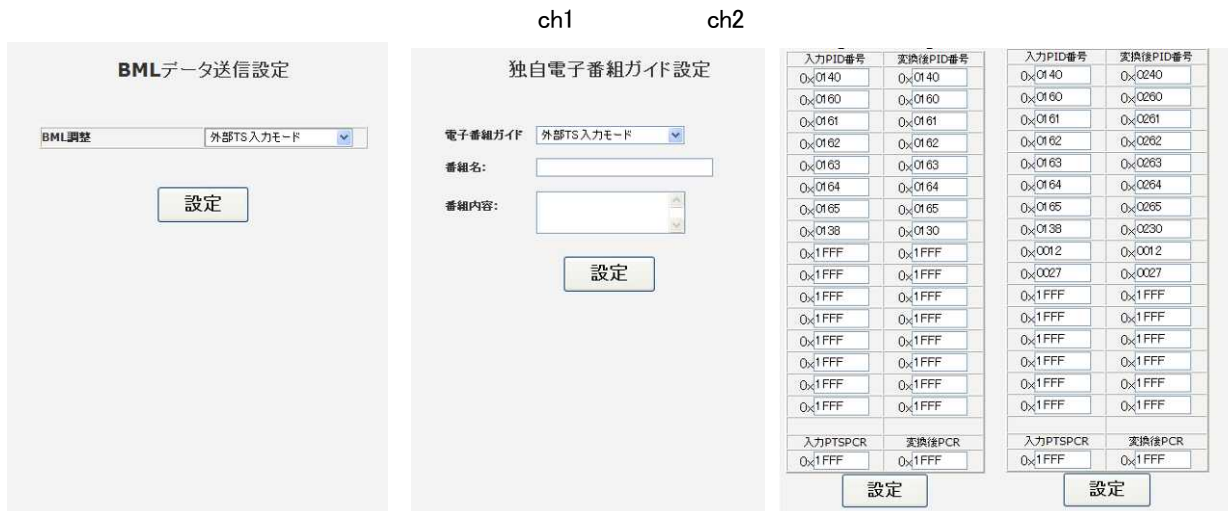 ch1 ch2
BMLデータ送信設定
BML調整 外部TS入力モード
設定
独自電子番組ガイド設定
電子番組ガイド 外部TS入力モード
番組名:
番組内容:
設定
入力PID番号 変換後PID番号
0x0140 0x0140
0x0160 0x0160
0x0161 0x0161
0x0162 0x0162
0x0163 0x0163
0x0164 0x0164
0x0165 0x0165
0x0138 0x0130
0x1FFF 0x1FFF
0x1FFF 0x1FFF
0x1FFF 0x1FFF
0x1FFF 0x1FFF
0x1FFF 0x1FFF
0x1FFF 0x1FFF
0x1FFF 0x1FFF
0x1FFF 0x1FFF
入力PTSPCR 変換後PCR
0x1FFF 0x1FFF
設定
入力PID番号 変換後PID番号
0x0140 0x0240
0x0160 0x0260
0x0161 0x0261
0x0162 0x0262
0x0163 0x0263
0x0164 0x0264
0x0165 0x0265
0x0138 0x0230
0x0012 0x0012
0x0027 0x0027
0x1FFF 0x1FFF
0x1FFF 0x1FFF
0x1FFF 0x1FFF
0x1FFF 0x1FFF
0x1FFF 0x1FFF
0x1FFF 0x1FFF
入力PTSPCR 変換後PCR
0x1FFF 0x1FFF
設定